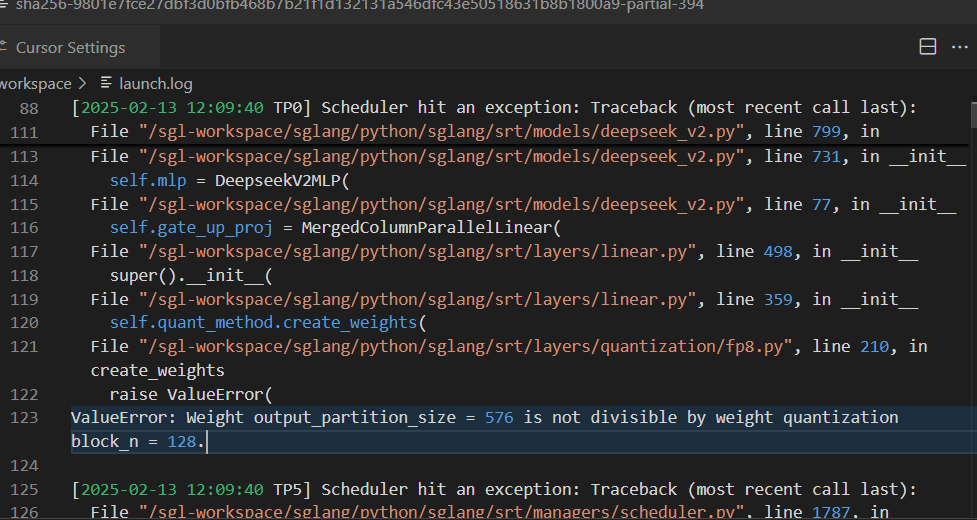 sha256-9801e7fce27dbf3d0bfb468b7b21f1d132131a546dfc43e50518631b8b1800a9-partial-394
Cursor Settings
workspace > launch.log
88 [2025-02-13 12:09:40 TP0] Scheduler hit an exception: Traceback (most recent call last):
111 File "/sgl-workspace/sglang/python/sglang/srt/models/deepseek_v2.py", line 799, in
113 File "/sgl-workspace/sglang/python/sglang/srt/models/deepseek_v2.py", line 731, in __init__
114 self.mlp = DeepseekV2MLP(
115 File "/sgl-workspace/sglang/python/sglang/srt/models/deepseek_v2.py", line 77, in __init__
116 self.gate_up_proj = MergedColumnParallelLinear(
117 File "/sgl-workspace/sglang/python/sglang/srt/layers/linear.py", line 498, in __init__
118 super().__init__(
119 File "/sgl-workspace/sglang/python/sglang/srt/layers/linear.py", line 359, in __init__
120 self.quant_method.create_weights(
121 File "/sgl-workspace/sglang/python/sglang/srt/layers/quantization/fp8.py", line 210, in
create_weights
122 raise ValueError(
123 ValueError: Weight output_partition_size = 576 is not divisible by weight quantization
block_n = 128.
124
125 [2025-02-13 12:09:40 TP5] Scheduler hit an exception: Traceback (most recent call last):
126 File "/sgl-workspace/sglang/python/sglang/srt/managers/scheduler.py", line 1787, in